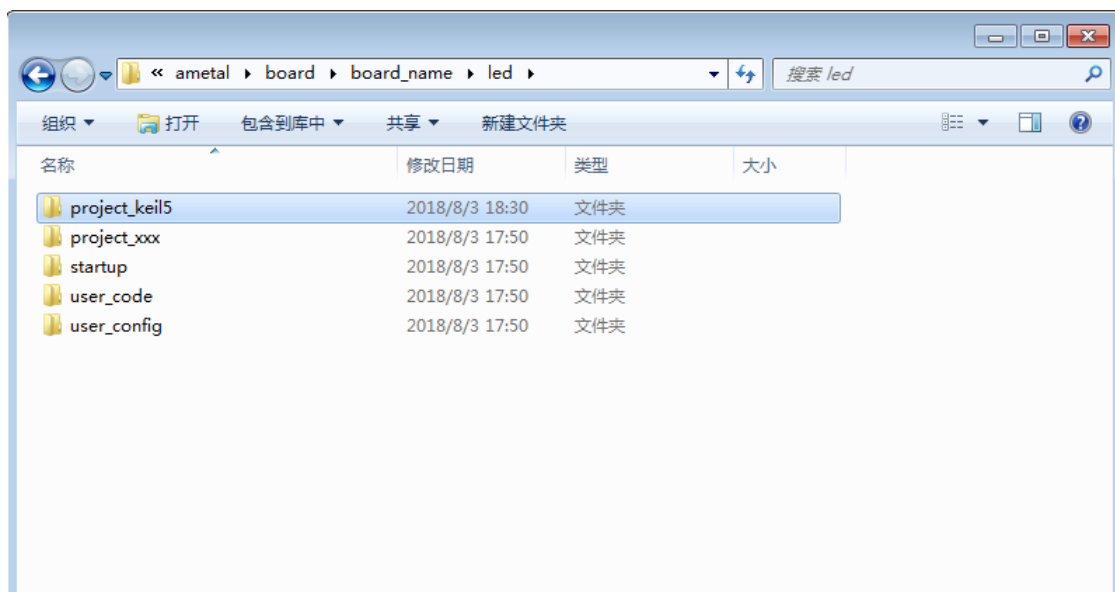 « ametal board board_name led 搜索 led
组织 打开 包含到库中 共享 新建文件夹
名称 修改日期 类型 大小
project_keil5 2018/8/3 18:30 文件夹
project_xxx 2018/8/3 17:50 文件夹
startup 2018/8/3 17:50 文件夹
user_code 2018/8/3 17:50 文件夹
user_config 2018/8/3 17:50 文件夹